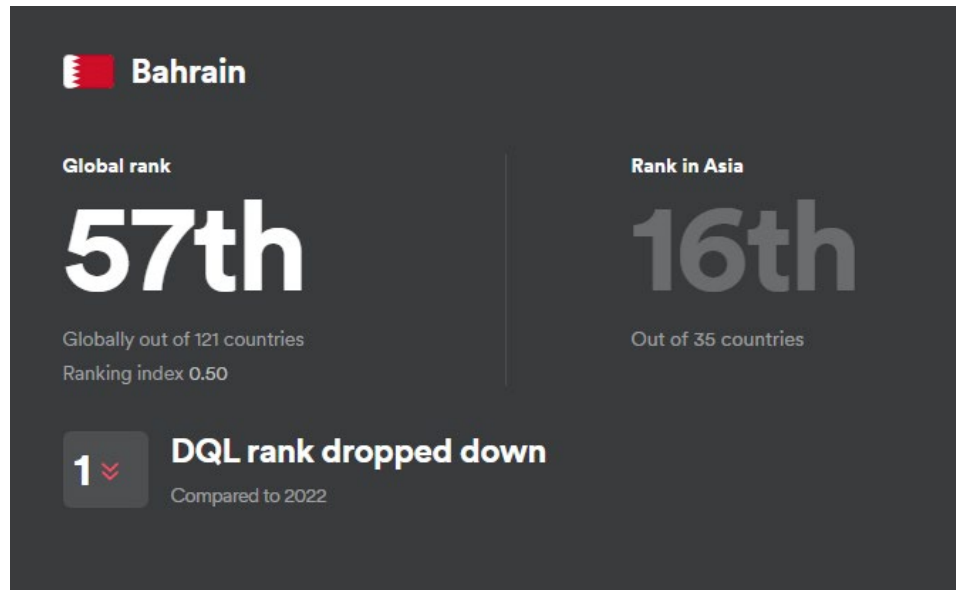 Bahrain
Global rank
57th
Globally out of 121 countries
Ranking index 0.50
Rank in Asia
16th
Out of 35 countries
1
DQL rank dropped down
Compared to 2022